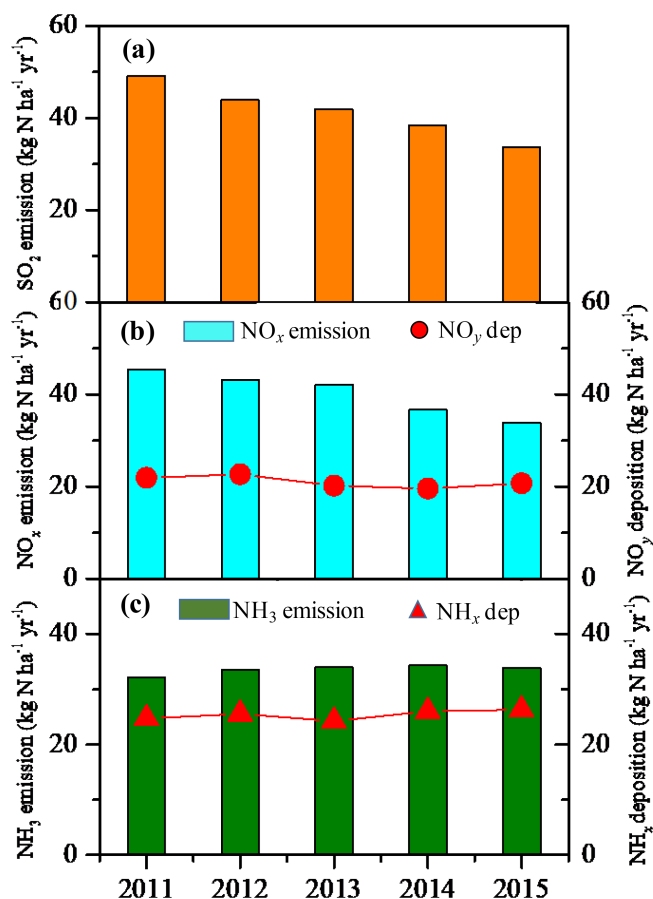 (a)
SO₂ emission (kg N ha⁻¹ yr⁻¹)
60
40
20
60
(b)
NOₓ emission
NOᵧ dep
NOₓ emission (kg N ha⁻¹ yr⁻¹)
40
20
0
60
40
20
0
NOᵧ deposition (kg N ha⁻¹ yr⁻¹)
(c)
NH₃ emission
NHₓ dep
NH₃ emission (kg N ha⁻¹ yr⁻¹)
40
20
0
40
20
0
NHₓ deposition (kg N ha⁻¹ yr⁻¹)
2011 2012 2013 2014 2015